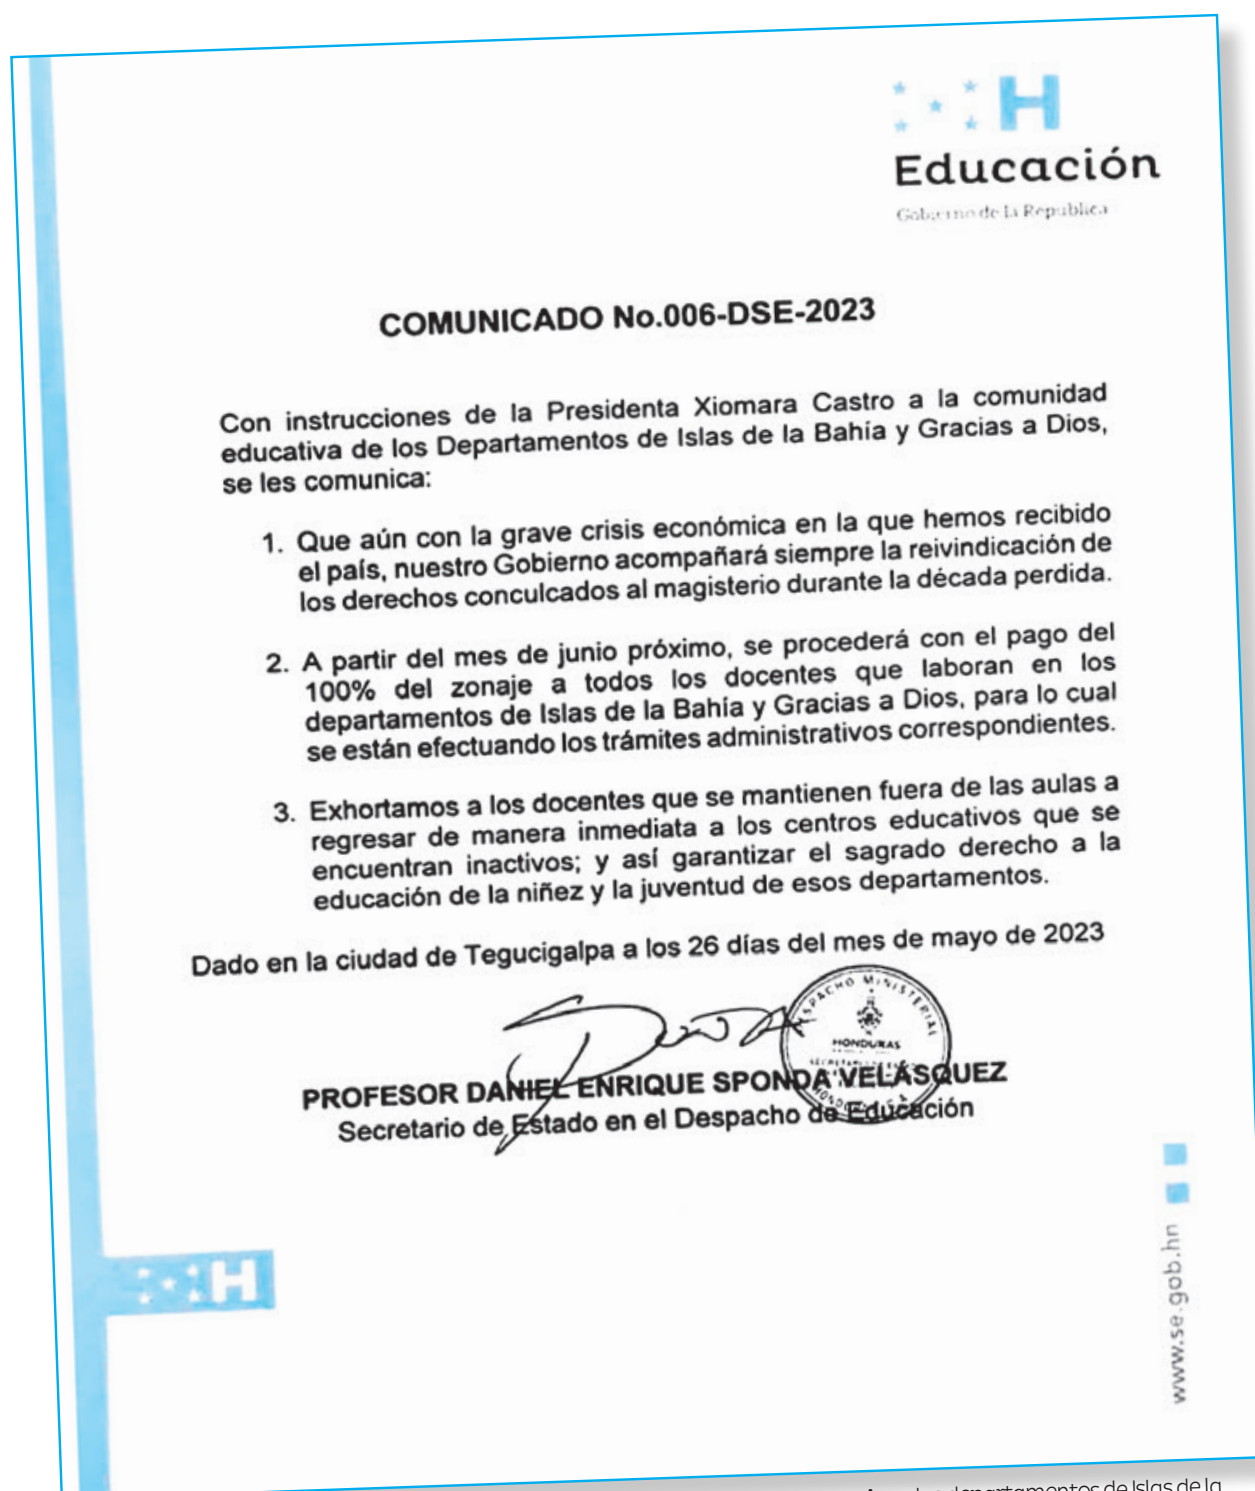 H
Educación
Gobierno de la Republica
COMUNICADO No.006-DSE-2023
Con instrucciones de la Presidenta Xiomara Castro a la comunidad
educativa de los Departamentos de Islas de la Bahía y Gracias a Dios,
se les comunica:
1. Que aún con la grave crisis económica en la que hemos recibido
el país, nuestro Gobierno acompañará siempre la reivindicación de
los derechos conculcados al magisterio durante la década perdida.
2. A partir del mes de junio próximo, se procederá con el pago del
100% del zonaje a todos los docentes que laboran en los
departamentos de Islas de la Bahía y Gracias a Dios, para lo cual
se están efectuando los trámites administrativos correspondientes.
3. Exhortamos a los docentes que se mantienen fuera de las aulas a
regresar de manera inmediata a los centros educativos que se
encuentran inactivos; y así garantizar el sagrado derecho a la
educación de la niñez y la juventud de esos departamentos.
Dado en la ciudad de Tegucigalpa a los 26 días del mes de mayo de 2023
DESPACHO MINISTERIAL
HONDURAS
PROFESOR DANIEL ENRIQUE SPONDA VELÁSQUEZ
Secretario de Estado en el Despacho de Educación
H
www.se.gob.hn
departamentos de Islas de la